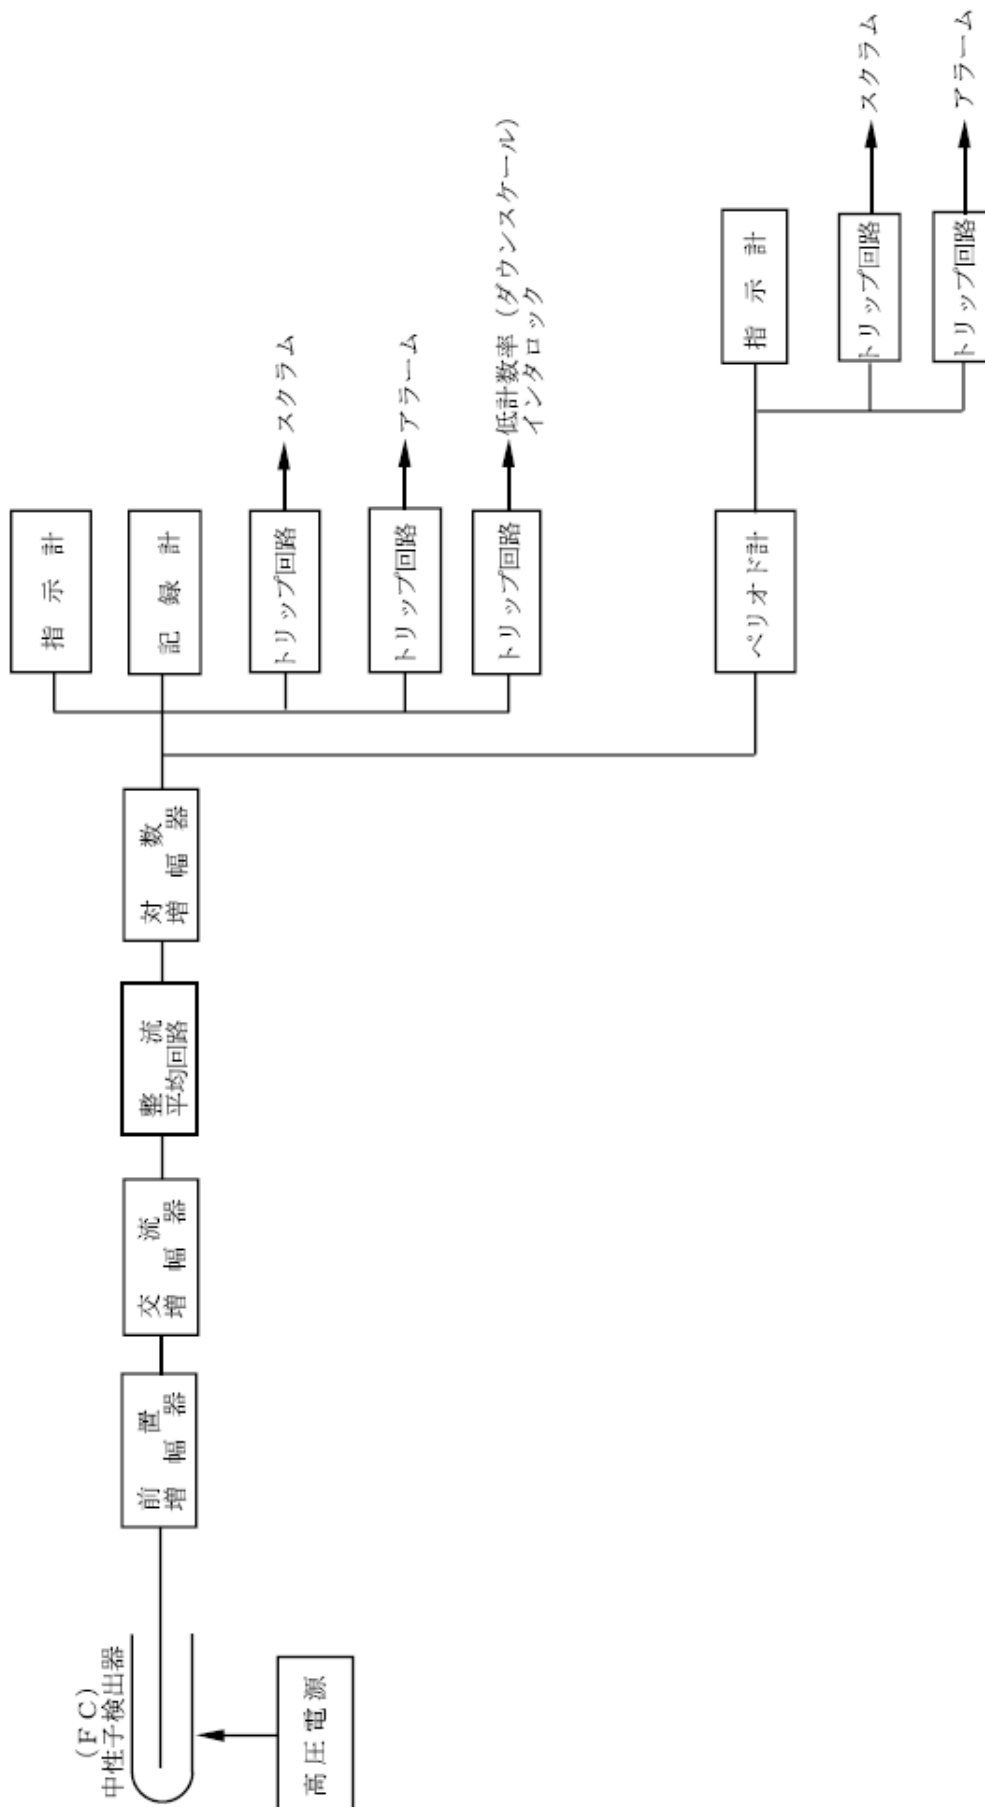 中性子検出器
(FC)
高圧電源
前置
増幅器
交流
増幅器
整流
平均回路
対数
増幅器
指示計
記録計
トリップ回路
スクラム
トリップ回路
アラーム
トリップ回路
低計数率(ダウンスケール)
インタロック
ペリオド計
指示計
トリップ回路
スクラム
トリップ回路
アラーム